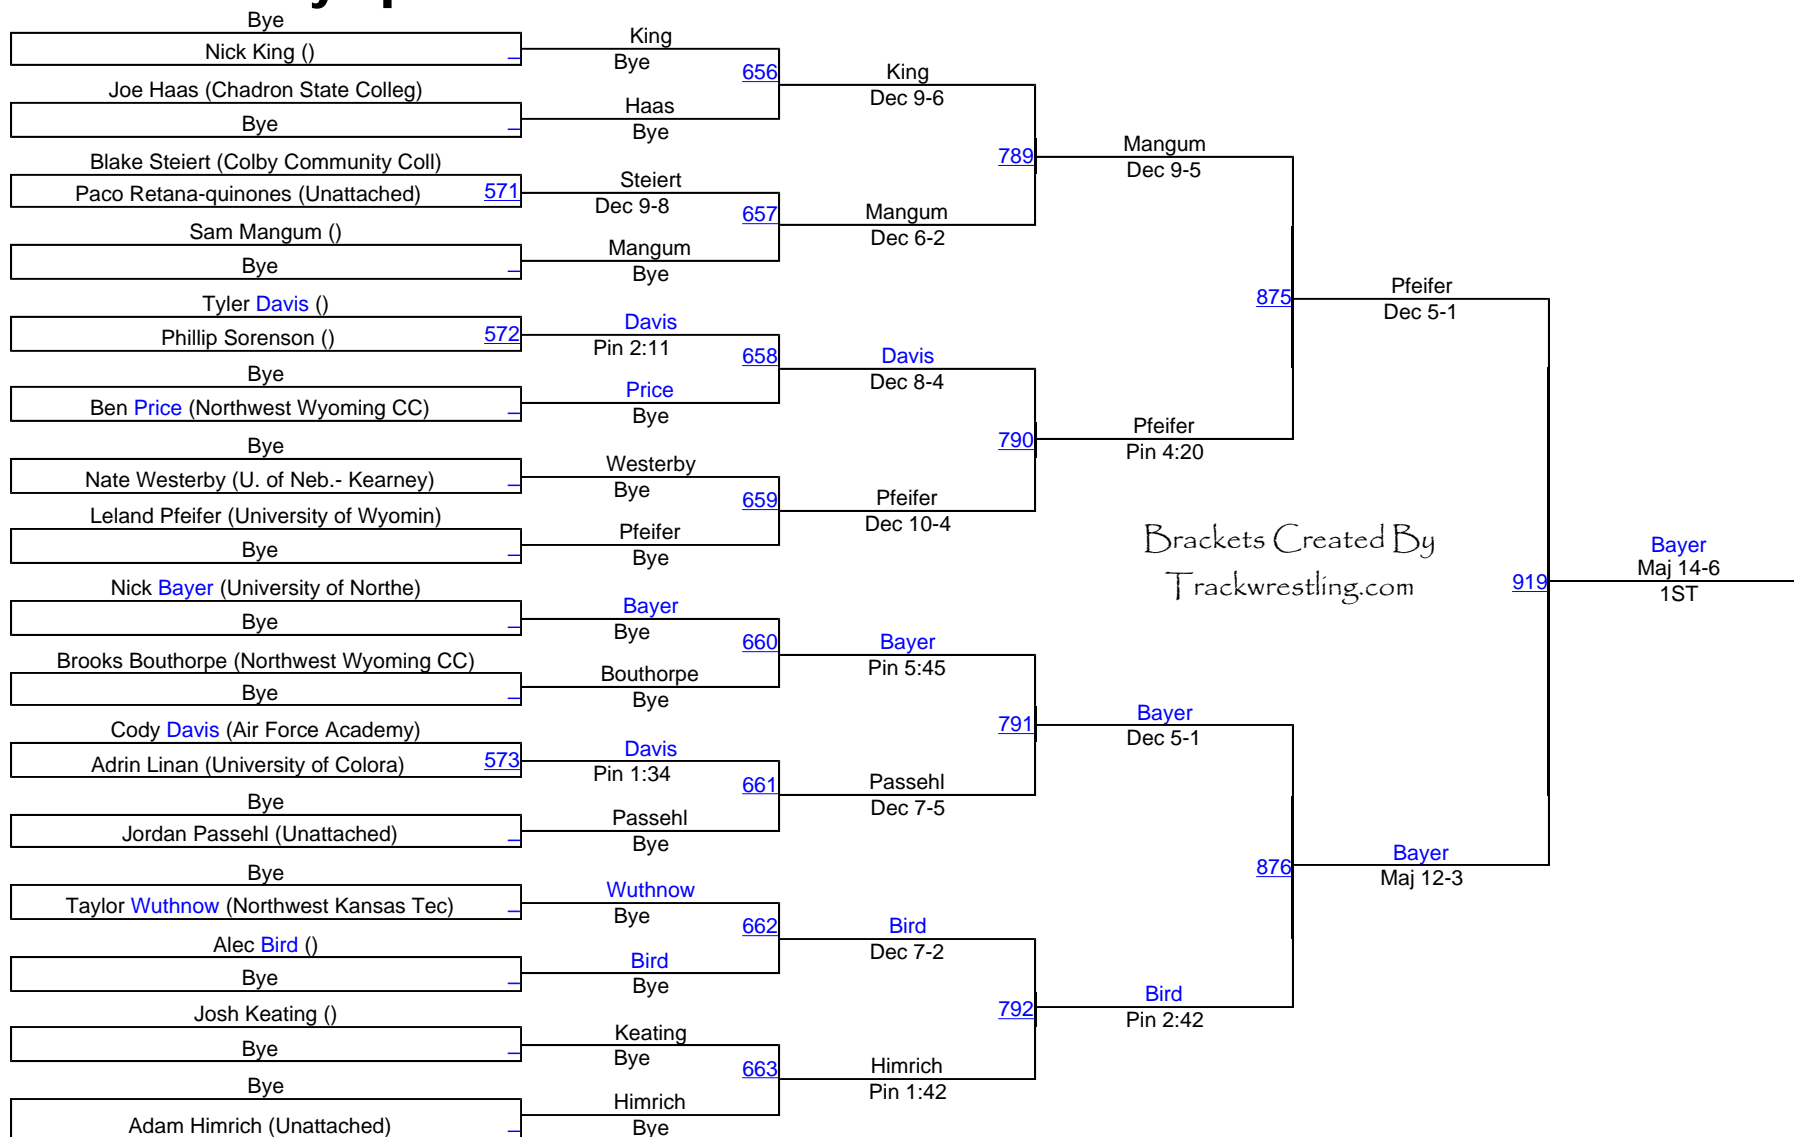 Bye
Nick King ()
Joe Haas (Chadron State Colleg)
Bye
Blake Steiert (Colby Community Coll)
Paco Retana-quinones (Unattached) 571
Sam Mangum ()
Bye
Tyler Davis ()
Phillip Sorenson () 572
Bye
Ben Price (Northwest Wyoming CC)
Bye
Nate Westerby (U. of Neb.- Kearney)
Leland Pfeifer (University of Wyomin)
Bye
Nick Bayer (University of Northe)
Bye
Brooks Bouthorpe (Northwest Wyoming CC)
Bye
Cody Davis (Air Force Academy)
Adrin Linan (University of Colora) 573
Bye
Jordan Passehl (Unattached)
Bye
Taylor Wuthnow (Northwest Kansas Tec)
Alec Bird ()
Bye
Josh Keating ()
Bye
Bye
Adam Himrich (Unattached)
King
Bye
656
Haas
Bye
Steiert
Dec 9-8
657
Mangum
Bye
Davis
Pin 2:11
658
Price
Bye
Westerby
Bye
659
Pfeifer
Bye
Bayer
Bye
660
Bouthorpe
Bye
Davis
Pin 1:34
661
Passehl
Bye
Wuthnow
Bye
662
Bird
Bye
Keating
Bye
663
Himrich
Bye
King
Dec 9-6
789
Mangum
Dec 6-2
Davis
Dec 8-4
790
Pfeifer
Dec 10-4
Bayer
Pin 5:45
791
Passehl
Dec 7-5
Bird
Dec 7-2
792
Himrich
Pin 1:42
Mangum
Dec 9-5
875
Pfeifer
Pin 4:20
Brackets Created By
Trackwrestling.com
Bayer
Dec 5-1
876
Bird
Pin 2:42
Pfeifer
Dec 5-1
919
Bayer
Maj 12-3
Bayer
Maj 14-6
1ST